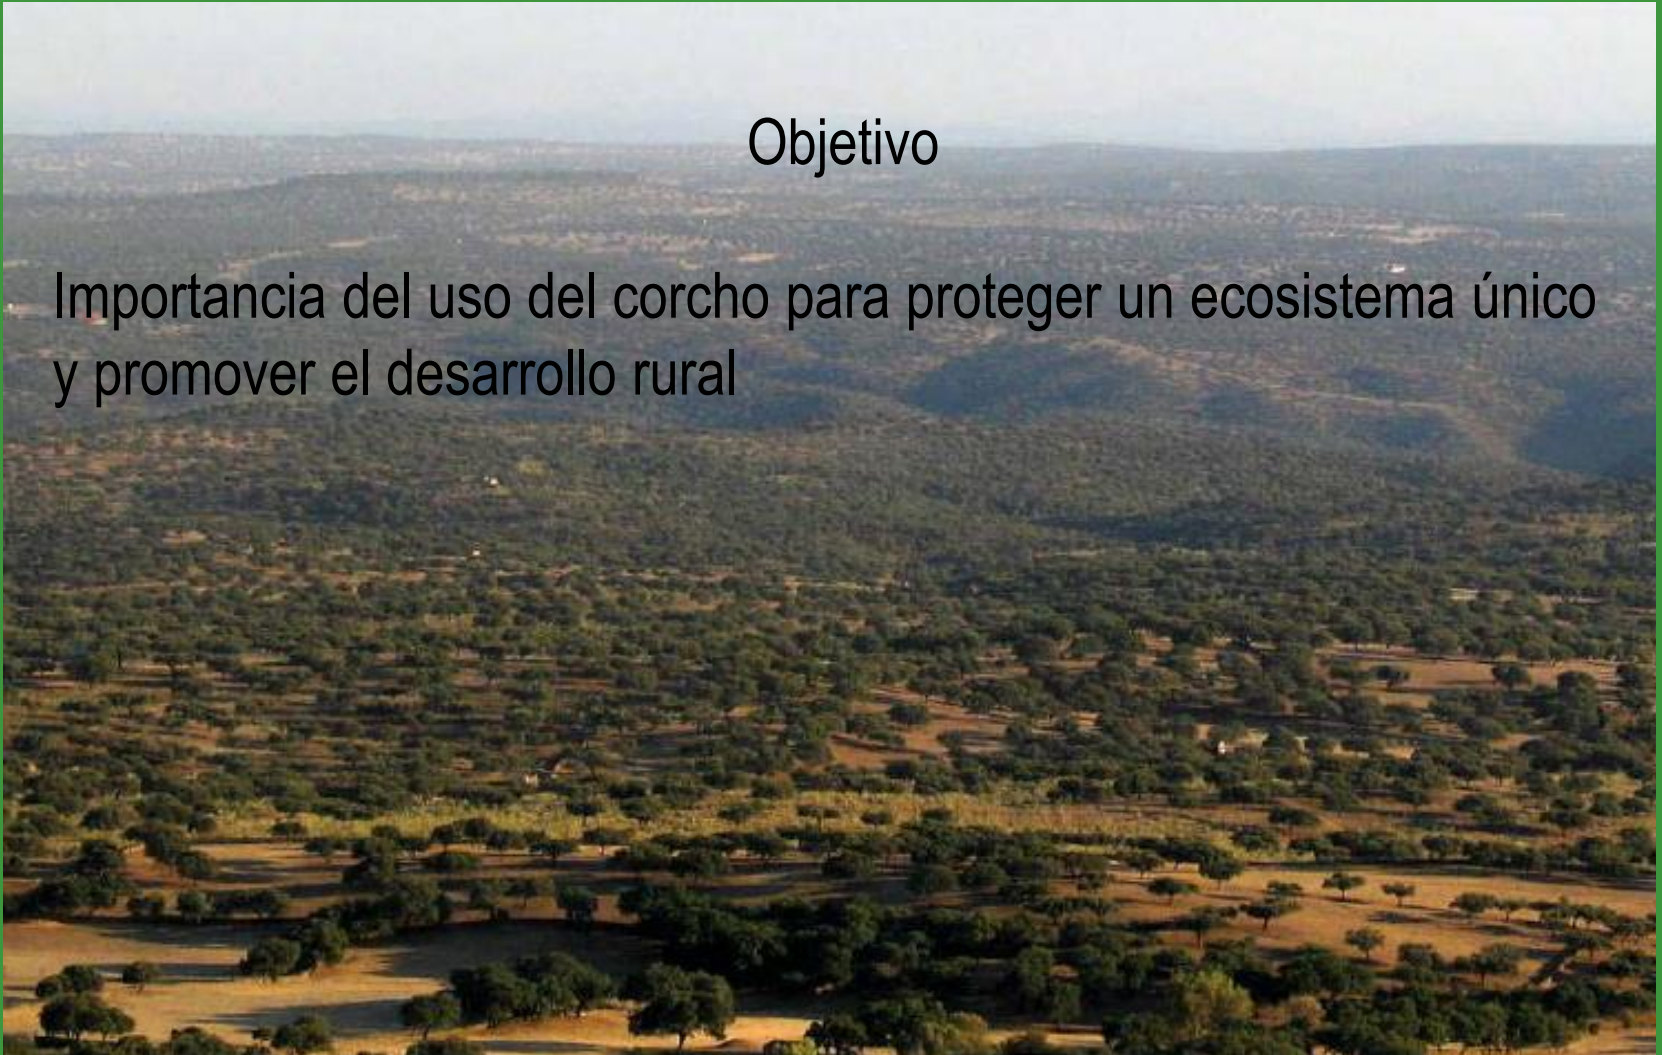 Objetivo
Importancia del uso del corcho para proteger un ecosistema único
y promover el desarrollo rural